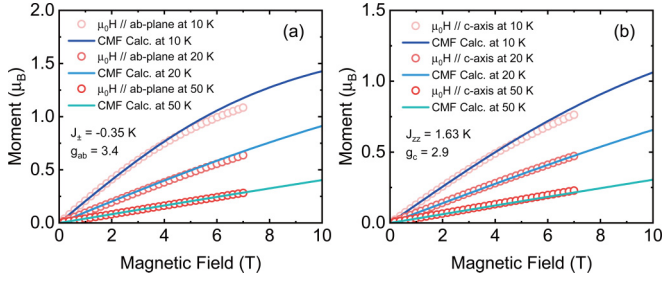 (a)
μ₀H // ab-plane at 10 K
CMF Calc. at 10 K
μ₀H // ab-plane at 20 K
CMF Calc. at 20 K
μ₀H // ab-plane at 50 K
CMF Calc. at 50 K
J± = -0.35 K
g_ab = 3.4
Moment (μ_B)
2.0
1.5
1.0
0.5
0.0
0 2 4 6 8 10
Magnetic Field (T)
(b)
μ₀H // c-axis at 10 K
CMF Calc. at 10 K
μ₀H // c-axis at 20 K
CMF Calc. at 20 K
μ₀H // c-axis at 50 K
CMF Calc. at 50 K
J_zz = 1.63 K
g_c = 2.9
Moment (μ_B)
1.5
1.0
0.5
0.0
0 2 4 6 8 10
Magnetic Field (T)